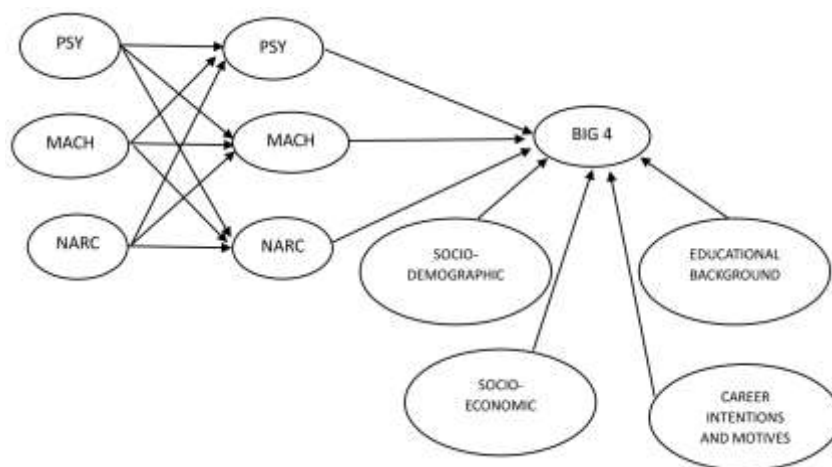 PSY
PSY
MACH
MACH
BIG 4
NARC
NARC
SOCIO-
DEMOGRAPHIC
EDUCATIONAL
BACKGROUND
SOCIO-
ECONOMIC
CAREER
INTENTIONS
AND MOTIVES